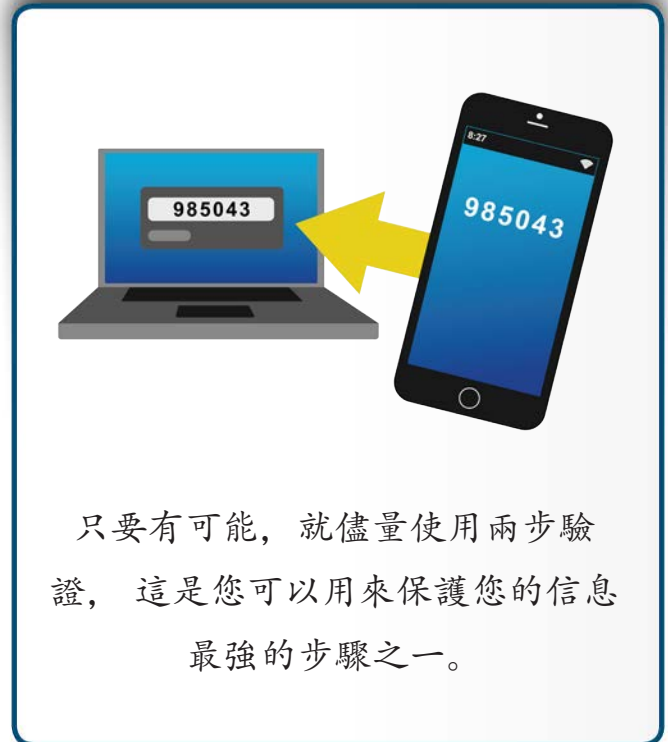 8:27
985043
985043
只要有可能，就儘量使用兩步驗
證， 這是您可以用來保護您的信息
最強的步驟之一。